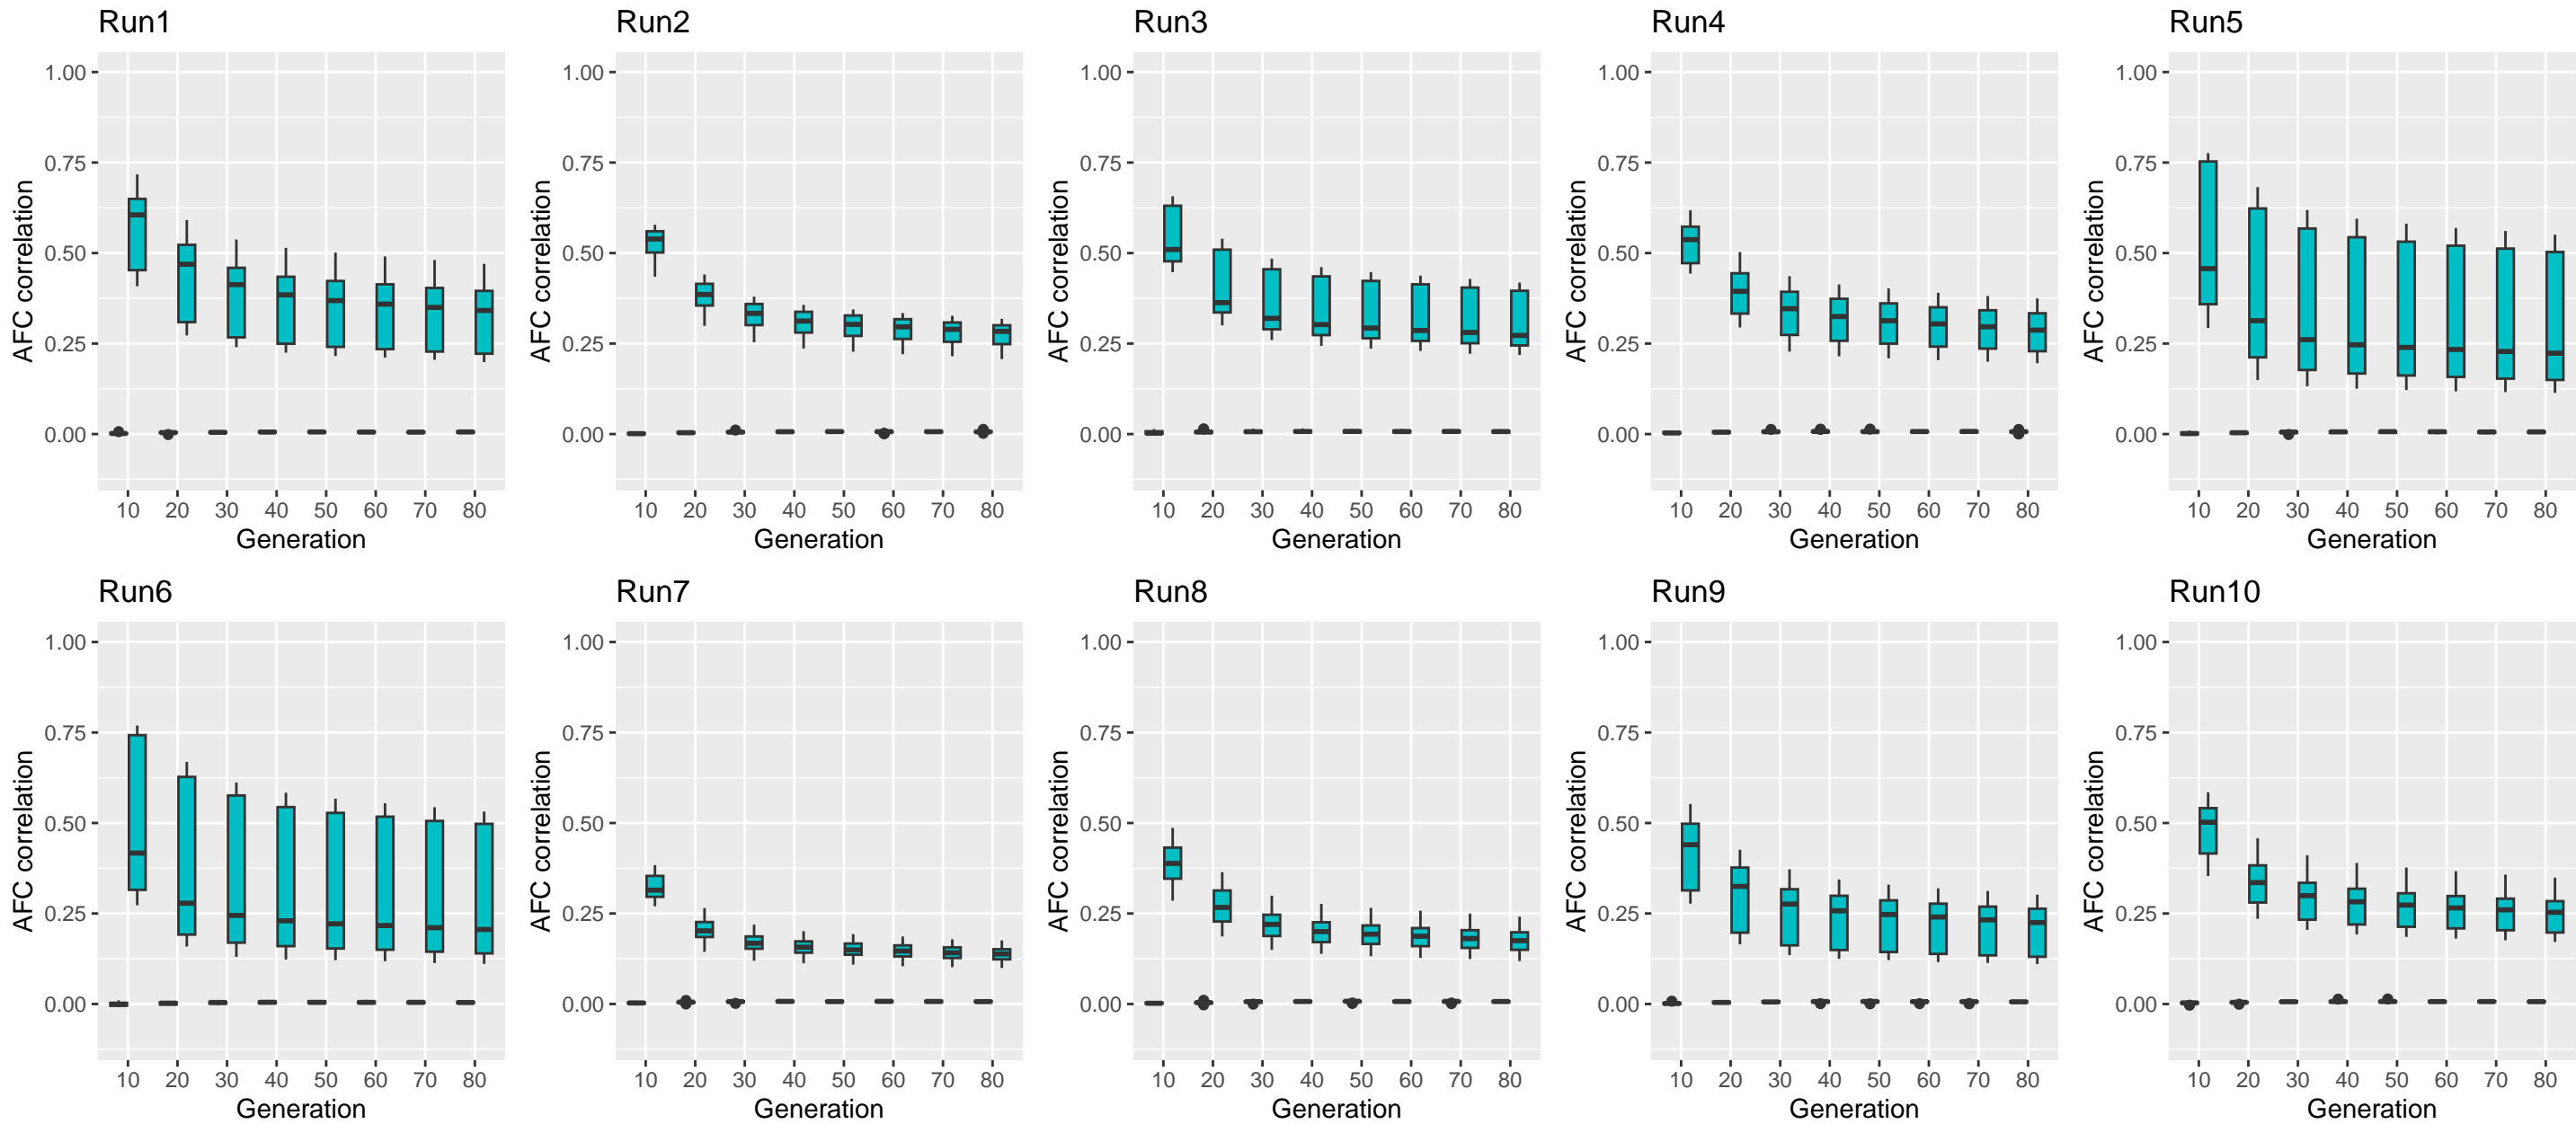 Run1 Run2 Run3 Run4 Run5
1.00 1.00 1.00 1.00 1.00
0.75 0.75 0.75 0.75 0.75
0.50 0.50 0.50 0.50 0.50
0.25 0.25 0.25 0.25 0.25
0.00 0.00 0.00 0.00 0.00
AFC correlation AFC correlation AFC correlation AFC correlation AFC correlation
10 20 30 40 50 60 70 80 10 20 30 40 50 60 70 80 10 20 30 40 50 60 70 80 10 20 30 40 50 60 70 80 10 20 30 40 50 60 70 80
Generation Generation Generation Generation Generation
Run6 Run7 Run8 Run9 Run10
1.00 1.00 1.00 1.00 1.00
0.75 0.75 0.75 0.75 0.75
0.50 0.50 0.50 0.50 0.50
0.25 0.25 0.25 0.25 0.25
0.00 0.00 0.00 0.00 0.00
AFC correlation AFC correlation AFC correlation AFC correlation AFC correlation
10 20 30 40 50 60 70 80 10 20 30 40 50 60 70 80 10 20 30 40 50 60 70 80 10 20 30 40 50 60 70 80 10 20 30 40 50 60 70 80
Generation Generation Generation Generation Generation